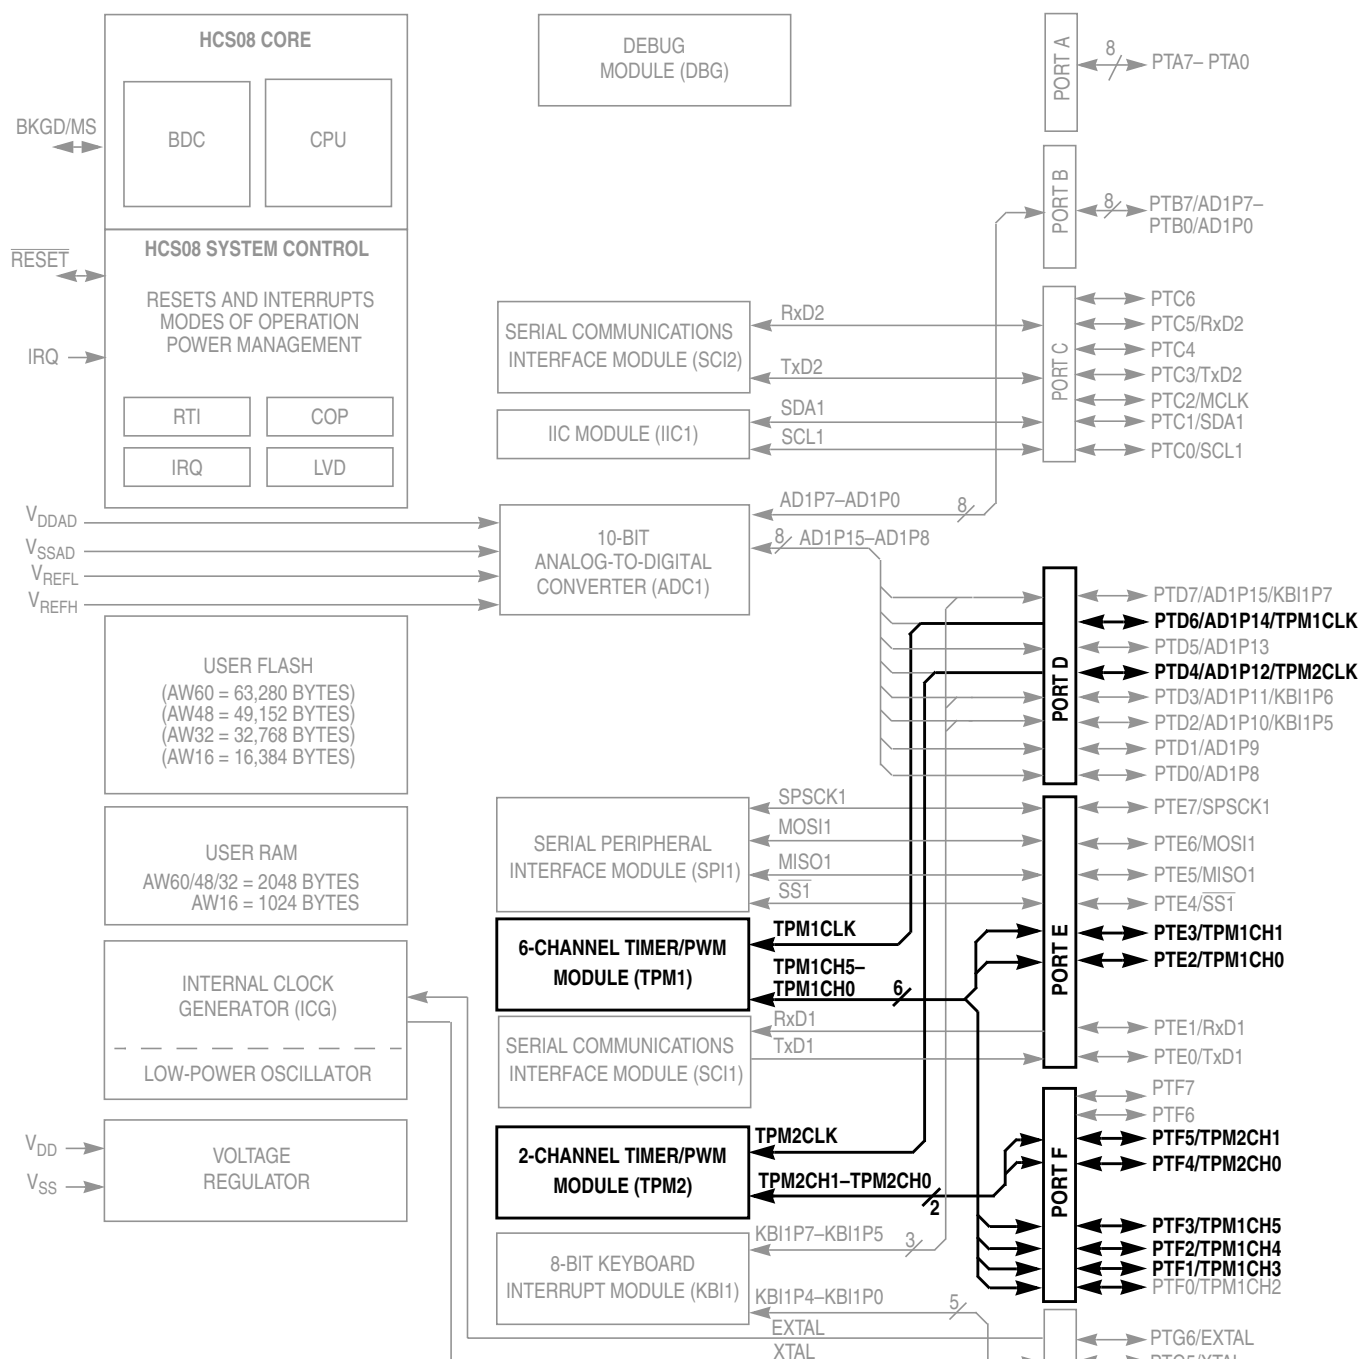 HCS08 CORE
BDC
CPU
BKGD/MS
HCS08 SYSTEM CONTROL
RESET
RESETS AND INTERRUPTS
MODES OF OPERATION
POWER MANAGEMENT
IRQ
RTI
COP
IRQ
LVD
VDDAD
VSSAD
VREFL
VREFH
USER FLASH
(AW60 = 63,280 BYTES)
(AW48 = 49,152 BYTES)
(AW32 = 32,768 BYTES)
(AW16 = 16,384 BYTES)
USER RAM
AW60/48/32 = 2048 BYTES
AW16 = 1024 BYTES
INTERNAL CLOCK
GENERATOR (ICG)
LOW-POWER OSCILLATOR
VDD
VSS
VOLTAGE
REGULATOR
DEBUG
MODULE (DBG)
SERIAL COMMUNICATIONS
INTERFACE MODULE (SCI2)
RxD2
TxD2
IIC MODULE (IIC1)
SDA1
SCL1
10-BIT
ANALOG-TO-DIGITAL
CONVERTER (ADC1)
AD1P7–AD1P0
8
8
AD1P15–AD1P8
SERIAL PERIPHERAL
INTERFACE MODULE (SPI1)
SPSCK1
MOSI1
MISO1
SS1
6-CHANNEL TIMER/PWM
MODULE (TPM1)
TPM1CLK
TPM1CH5–
TPM1CH0
6
SERIAL COMMUNICATIONS
INTERFACE MODULE (SCI1)
RxD1
TxD1
2-CHANNEL TIMER/PWM
MODULE (TPM2)
TPM2CLK
TPM2CH1–TPM2CH0
2
8-BIT KEYBOARD
INTERRUPT MODULE (KBI1)
KBI1P7–KBI1P5
3
KBI1P4–KBI1P0
5
EXTAL
XTAL
PORT A
8
PTA7– PTA0
PORT B
8
PTB7/AD1P7–
PTB0/AD1P0
PORT C
PTC6
PTC5/RxD2
PTC4
PTC3/TxD2
PTC2/MCLK
PTC1/SDA1
PTC0/SCL1
PORT D
PTD7/AD1P15/KBI1P7
PTD6/AD1P14/TPM1CLK
PTD5/AD1P13
PTD4/AD1P12/TPM2CLK
PTD3/AD1P11/KBI1P6
PTD2/AD1P10/KBI1P5
PTD1/AD1P9
PTD0/AD1P8
PORT E
PTE7/SPSCK1
PTE6/MOSI1
PTE5/MISO1
PTE4/SS1
PTE3/TPM1CH1
PTE2/TPM1CH0
PTE1/RxD1
PTE0/TxD1
PORT F
PTF7
PTF6
PTF5/TPM2CH1
PTF4/TPM2CH0
PTF3/TPM1CH5
PTF2/TPM1CH4
PTF1/TPM1CH3
PTF0/TPM1CH2
PTG6/EXTAL
PTG5/XTAL